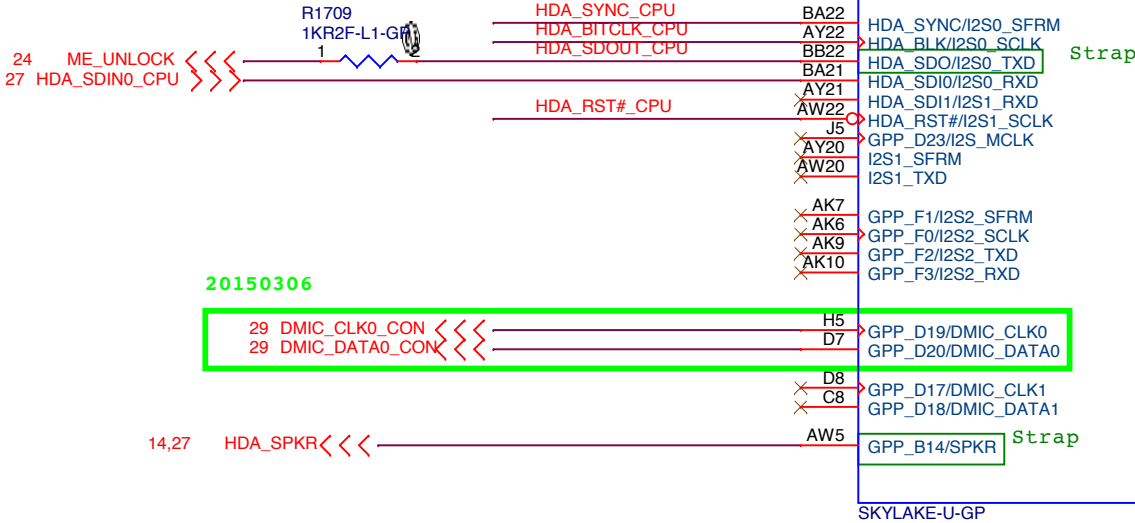 R1709
1KR2F-L1-GP
1
2
HDA_SYNC_CPU
BA22
HDA_SYNC/I2S0_SFRM
HDA_BITCLK_CPU
AY22
HDA_BLK/I2S0_SCLK
Strap
24 ME_UNLOCK
HDA_SDOUT_CPU
BB22
HDA_SDO/I2S0_TXD
27 HDA_SDIN0_CPU
BA21
HDA_SDI0/I2S0_RXD
AY21
HDA_SDI1/I2S1_RXD
HDA_RST#_CPU
AW22
HDA_RST#/I2S1_SCLK
J5
GPP_D23/I2S_MCLK
AY20
I2S1_SFRM
AW20
I2S1_TXD
AK7
GPP_F1/I2S2_SFRM
AK6
GPP_F0/I2S2_SCLK
AK9
GPP_F2/I2S2_TXD
AK10
GPP_F3/I2S2_RXD
20150306
29 DMIC_CLK0_CON
H5
GPP_D19/DMIC_CLK0
29 DMIC_DATA0_CON
D7
GPP_D20/DMIC_DATA0
D8
GPP_D17/DMIC_CLK1
C8
GPP_D18/DMIC_DATA1
14,27 HDA_SPKR
AW5
GPP_B14/SPKR
Strap
SKYLAKE-U-GP